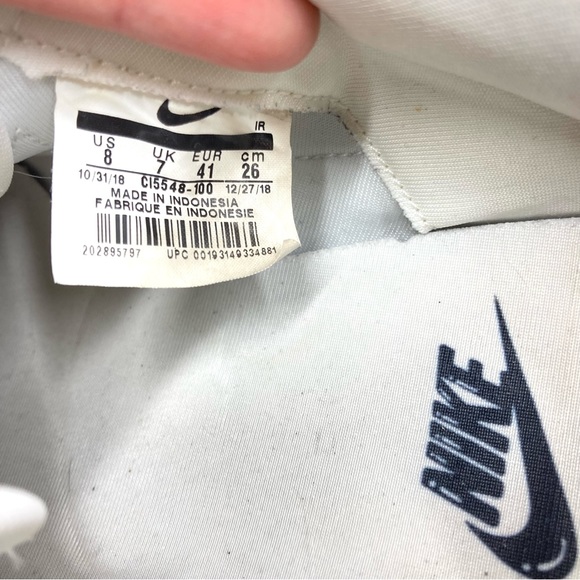 IR
US UK EUR cm
8 7 41 26
10/31/18 CI5548-100 12/27/18
MADE IN INDONESIA
FABRIQUE EN INDONESIE
202895797 UPC 00193149334881
NIKE